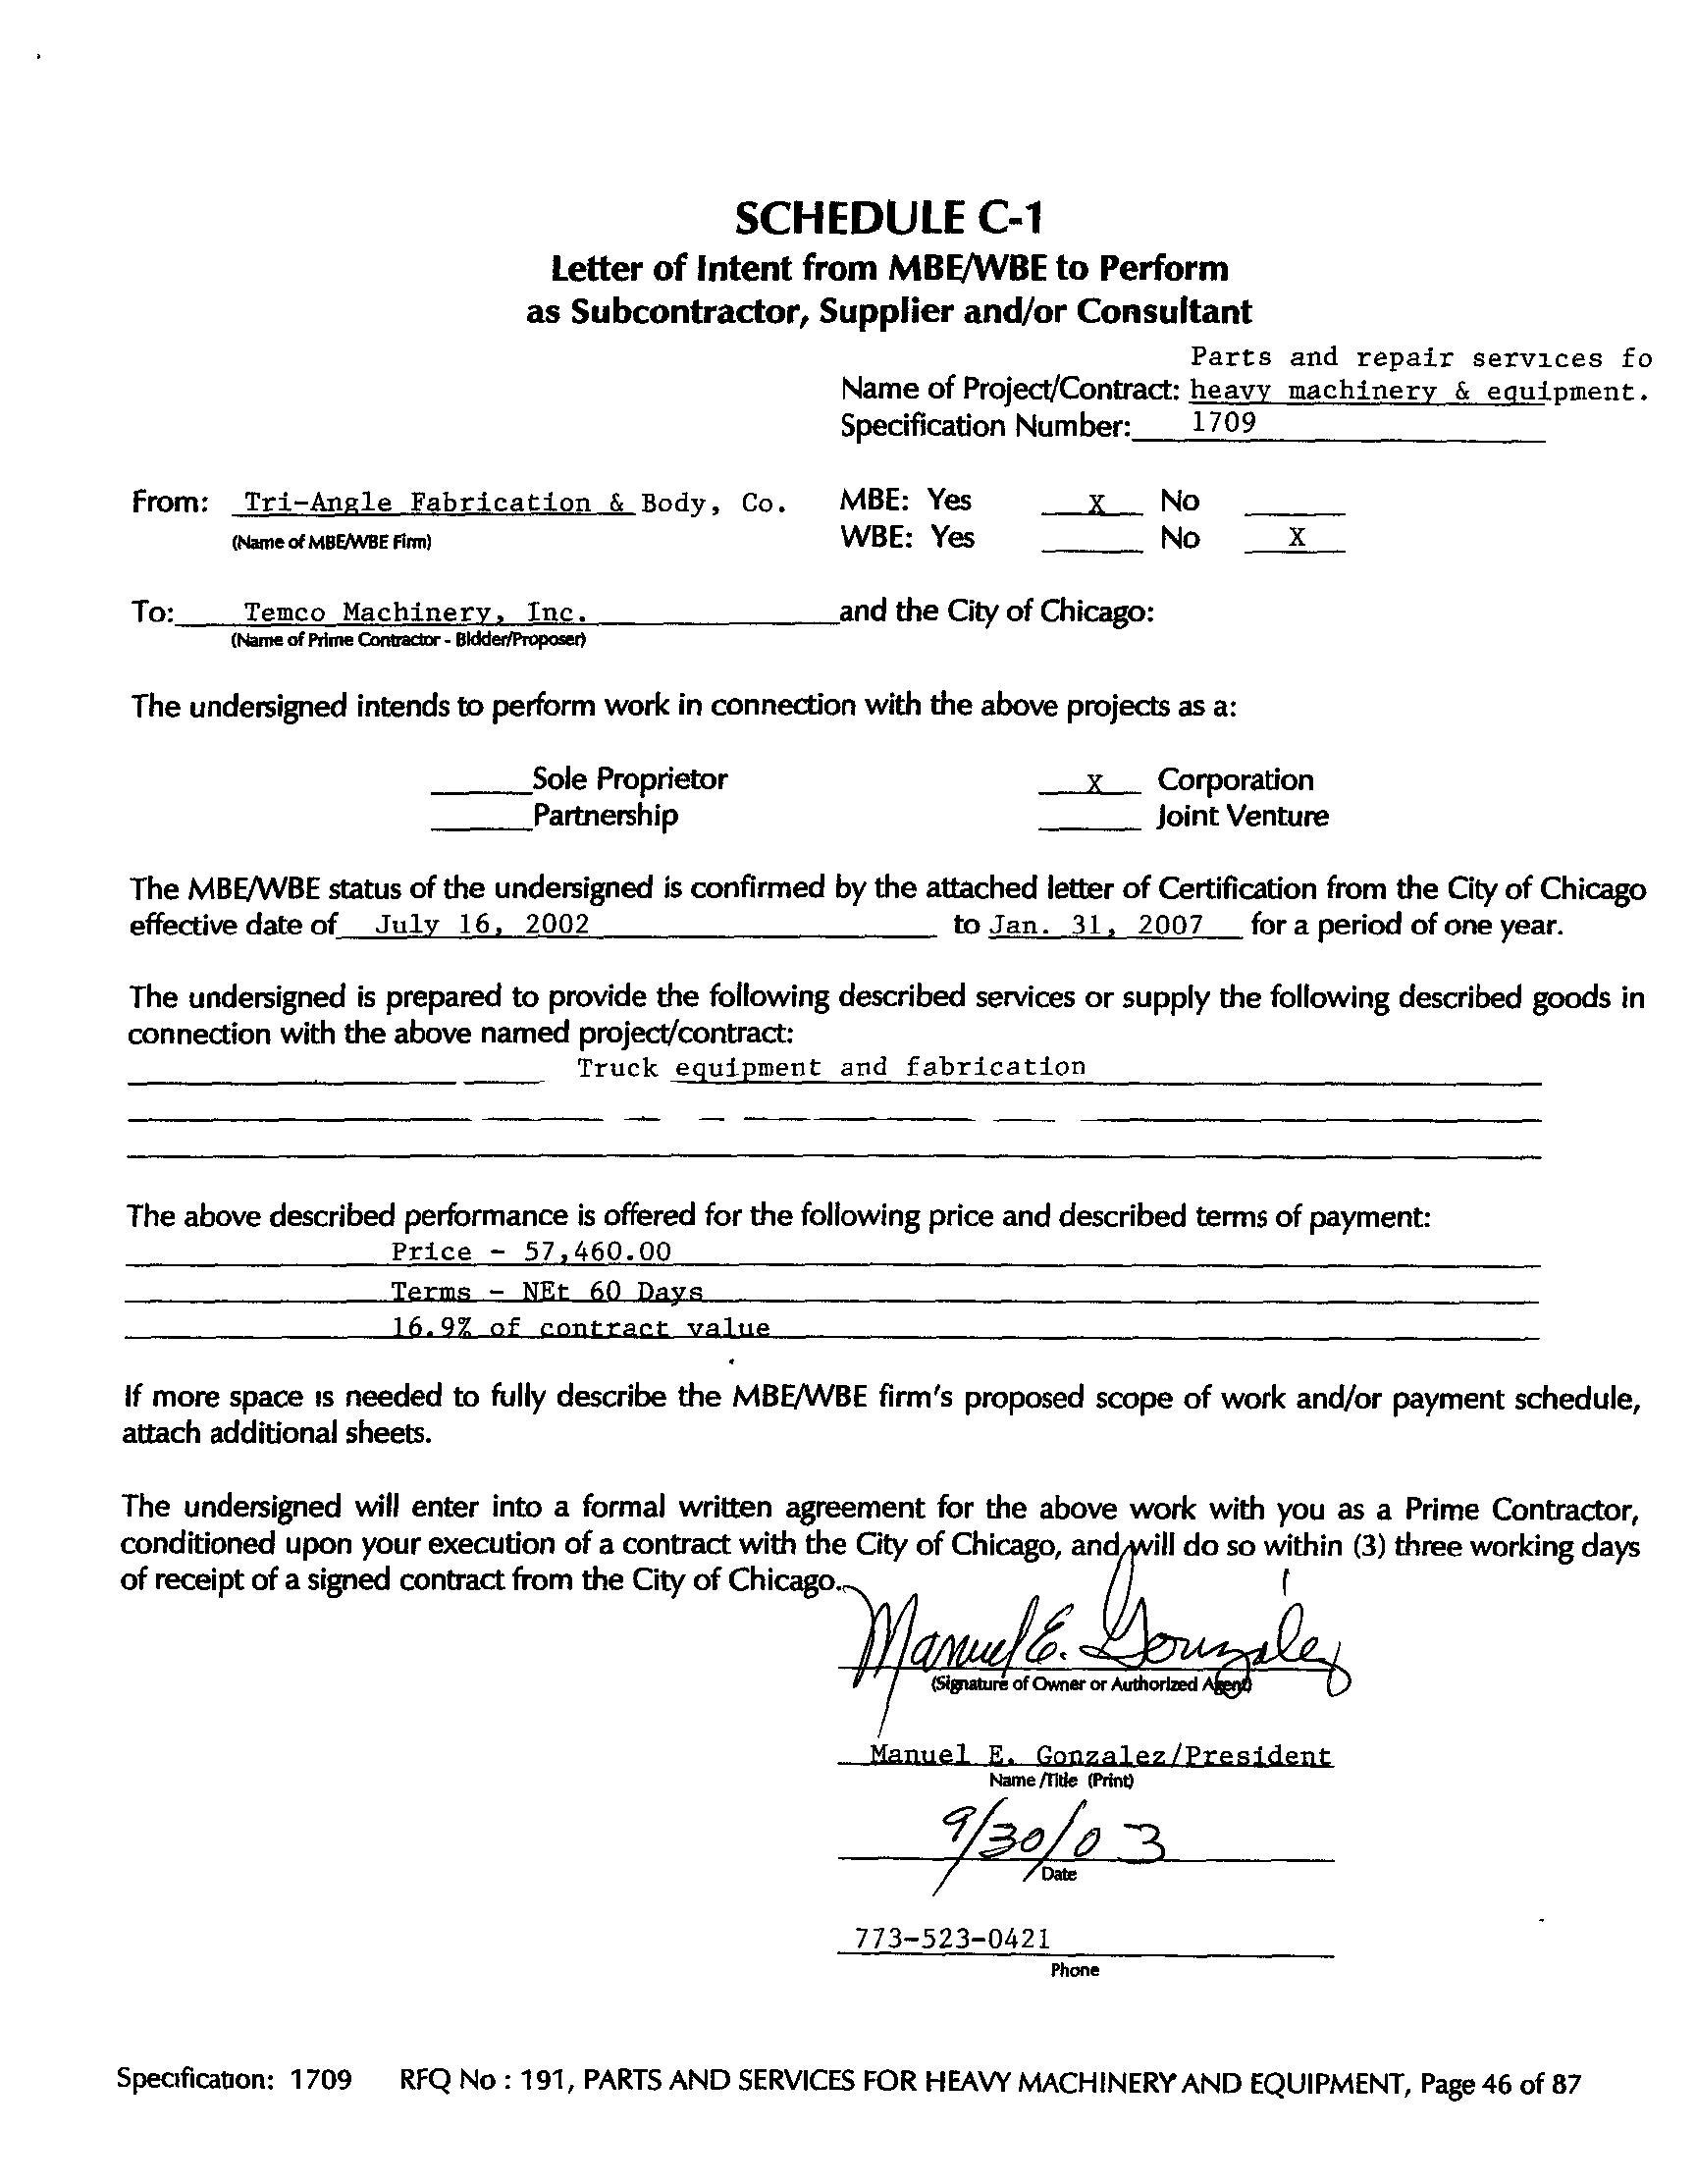 SCHEDULE C-1
Letter of Intent from MBE/WBE to Perform
as Subcontractor, Supplier and/or Consultant
Parts and repair services fo
Name of Project/Contract: heavy machinery & equipment.
Specification Number: 1709
From: Tri-Angle Fabrication & Body, Co. MBE: Yes X No
(Name of MBE/WBE Firm) WBE: Yes No X
To: Temco Machinery, Inc. and the City of Chicago:
(Name of Prime Contractor - Bidder/Proposer)
The undersigned intends to perform work in connection with the above projects as a:
Sole Proprietor X Corporation
Partnership Joint Venture
The MBE/WBE status of the undersigned is confirmed by the attached letter of Certification from the City of Chicago
effective date of July 16, 2002 to Jan. 31, 2007 for a period of one year.
The undersigned is prepared to provide the following described services or supply the following described goods in
connection with the above named project/contract:
Truck equipment and fabrication
The above described performance is offered for the following price and described terms of payment:
Price - 57,460.00
Terms - NEt 60 Days
16.9% of contract value
If more space is needed to fully describe the MBE/WBE firm's proposed scope of work and/or payment schedule,
attach additional sheets.
The undersigned will enter into a formal written agreement for the above work with you as a Prime Contractor,
conditioned upon your execution of a contract with the City of Chicago, and will do so within (3) three working days
of receipt of a signed contract from the City of Chicago.
Manuel E. Gonzalez
(Signature of Owner or Authorized Agent)
Manuel E. Gonzalez/President
Name/Title (Print)
9/30/03
Date
773-523-0421
Phone
Specification: 1709 RFQ No : 191, PARTS AND SERVICES FOR HEAVY MACHINERY AND EQUIPMENT, Page 46 of 87